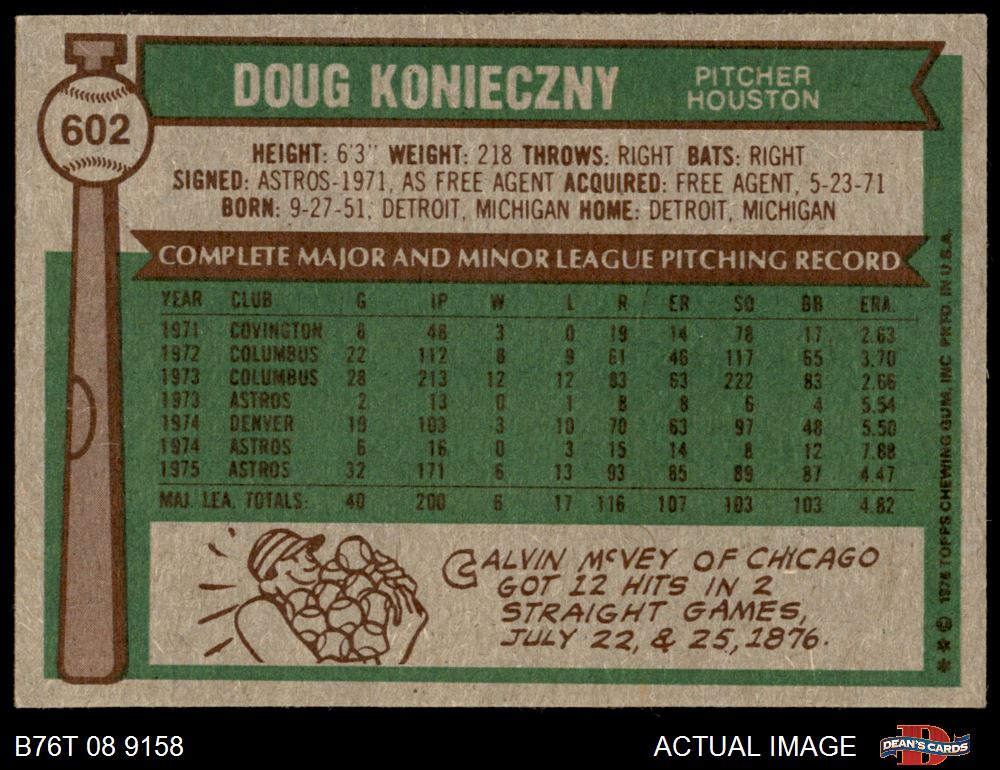 602
DOUG KONIECZNY
PITCHER
HOUSTON
HEIGHT: 6'3" WEIGHT: 218 THROWS: RIGHT BATS: RIGHT
SIGNED: ASTROS-1971, AS FREE AGENT ACQUIRED: FREE AGENT, 5-23-71
BORN: 9-27-51, DETROIT, MICHIGAN HOME: DETROIT, MICHIGAN
COMPLETE MAJOR AND MINOR LEAGUE PITCHING RECORD
YEAR CLUB G IP W L R ER SO BB ERA.
1971 COVINGTON 8 48 3 0 19 14 78 17 2.63
1972 COLUMBUS 22 112 8 9 61 46 117 65 3.70
1973 COLUMBUS 28 213 12 12 83 63 222 83 2.66
1973 ASTROS 2 13 0 1 8 8 6 4 5.54
1974 DENVER 19 103 3 10 70 63 97 48 5.50
1974 ASTROS 6 16 0 3 15 14 8 12 7.88
1975 ASTROS 32 171 6 13 93 85 89 87 4.47
MAJ. LEA. TOTALS: 40 200 6 17 116 107 103 103 4.82
CALVIN McVEY OF CHICAGO
GOT 12 HITS IN 2
STRAIGHT GAMES,
JULY 22, & 25, 1876.
** © 1976 TOPPS CHEWING GUM, INC. PRTD. IN U.S.A.
B76T 08 9158
ACTUAL IMAGE
DEAN'S CARDS